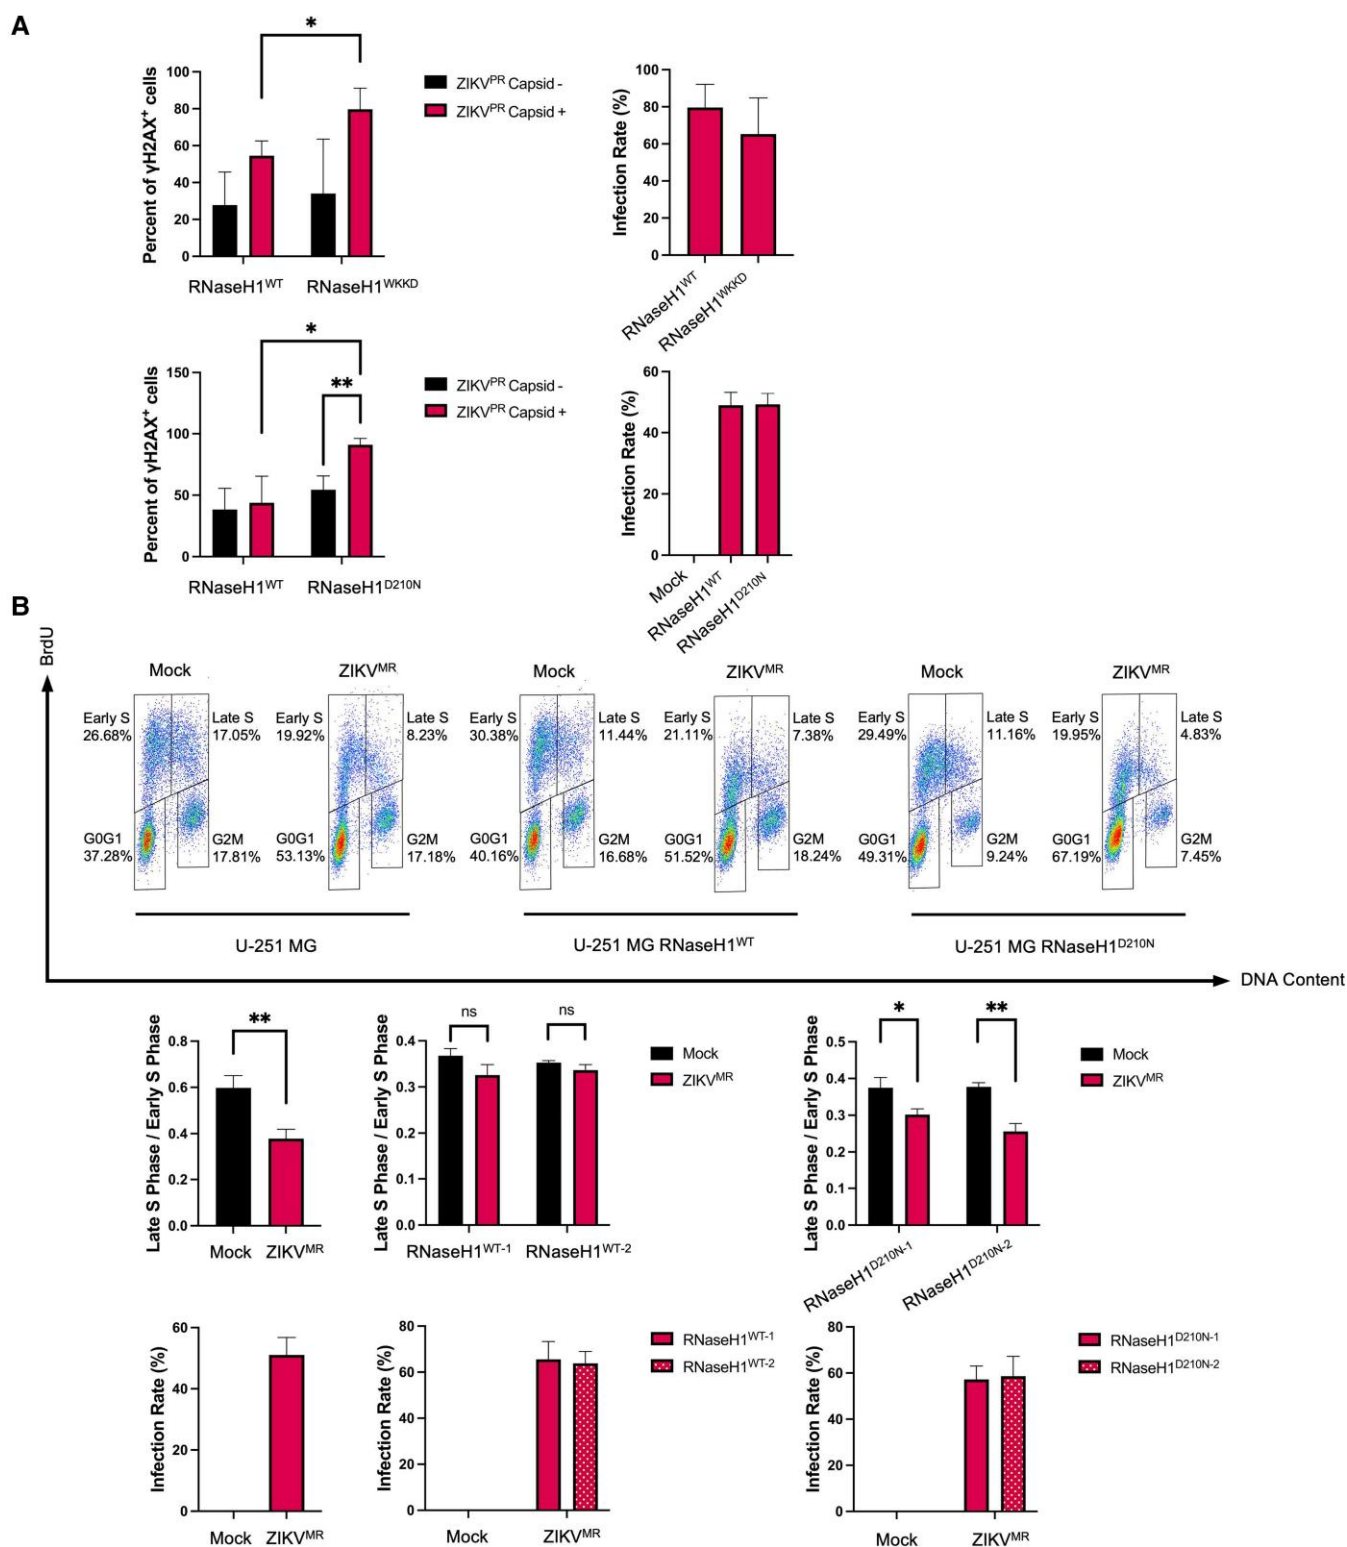 A
*
Percent of γH2AX⁺ cells
100
80
60
40
20
0
RNaseH1ᵂᵀ
RNaseH1ᵂᴷᴷᴰ
ZIKVᴾᴿ Capsid -
ZIKVᴾᴿ Capsid +
Infection Rate (%)
100
80
60
40
20
0
RNaseH1ᵂᵀ
RNaseH1ᵂᴷᴷᴰ
*
**
Percent of γH2AX⁺ cells
150
100
50
0
RNaseH1ᵂᵀ
RNaseH1ᴰ²¹⁰ᴺ
ZIKVᴾᴿ Capsid -
ZIKVᴾᴿ Capsid +
Infection Rate (%)
60
40
20
0
Mock
RNaseH1ᵂᵀ
RNaseH1ᴰ²¹⁰ᴺ
B
BrdU
Mock
Early S
26.68%
Late S
17.05%
G0G1
37.28%
G2M
17.81%
ZIKVᴹᴿ
Early S
19.92%
Late S
8.23%
G0G1
53.13%
G2M
17.18%
U-251 MG
Mock
Early S
30.38%
Late S
11.44%
G0G1
40.16%
G2M
16.68%
ZIKVᴹᴿ
Early S
21.11%
Late S
7.38%
G0G1
51.52%
G2M
18.24%
U-251 MG RNaseH1ᵂᵀ
Mock
Early S
29.49%
Late S
11.16%
G0G1
49.31%
G2M
9.24%
ZIKVᴹᴿ
Early S
19.95%
Late S
4.83%
G0G1
67.19%
G2M
7.45%
U-251 MG RNaseH1ᴰ²¹⁰ᴺ
DNA Content
**
Late S Phase / Early S Phase
0.8
0.6
0.4
0.2
0.0
Mock
ZIKVᴹᴿ
ns
ns
Late S Phase / Early S Phase
0.4
0.3
0.2
0.1
0.0
RNaseH1ᵂᵀ⁻¹
RNaseH1ᵂᵀ⁻²
Mock
ZIKVᴹᴿ
*
**
Late S Phase / Early S Phase
0.5
0.4
0.3
0.2
0.1
0.0
RNaseH1ᴰ²¹⁰ᴺ⁻¹
RNaseH1ᴰ²¹⁰ᴺ⁻²
Mock
ZIKVᴹᴿ
Infection Rate (%)
60
40
20
0
Mock
ZIKVᴹᴿ
Infection Rate (%)
80
60
40
20
0
Mock
ZIKVᴹᴿ
RNaseH1ᵂᵀ⁻¹
RNaseH1ᵂᵀ⁻²
Infection Rate (%)
80
60
40
20
0
Mock
ZIKVᴹᴿ
RNaseH1ᴰ²¹⁰ᴺ⁻¹
RNaseH1ᴰ²¹⁰ᴺ⁻²